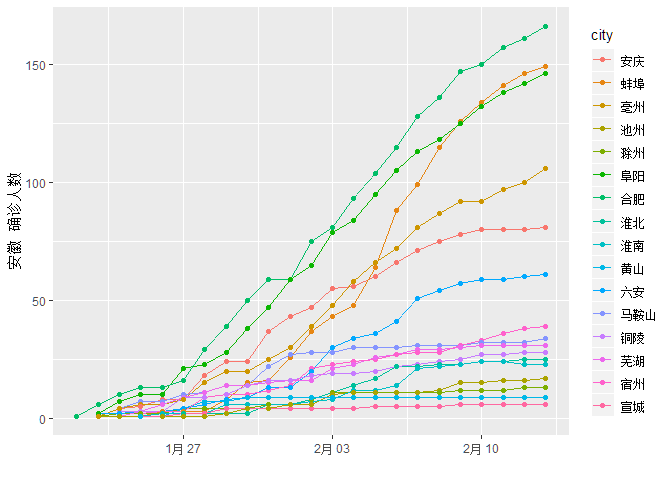 安徽 确诊人数
150
100
50
0
1月 27
2月 03
2月 10
city
安庆
蚌埠
亳州
池州
滁州
阜阳
合肥
淮北
淮南
黄山
六安
马鞍山
铜陵
芜湖
宿州
宣城